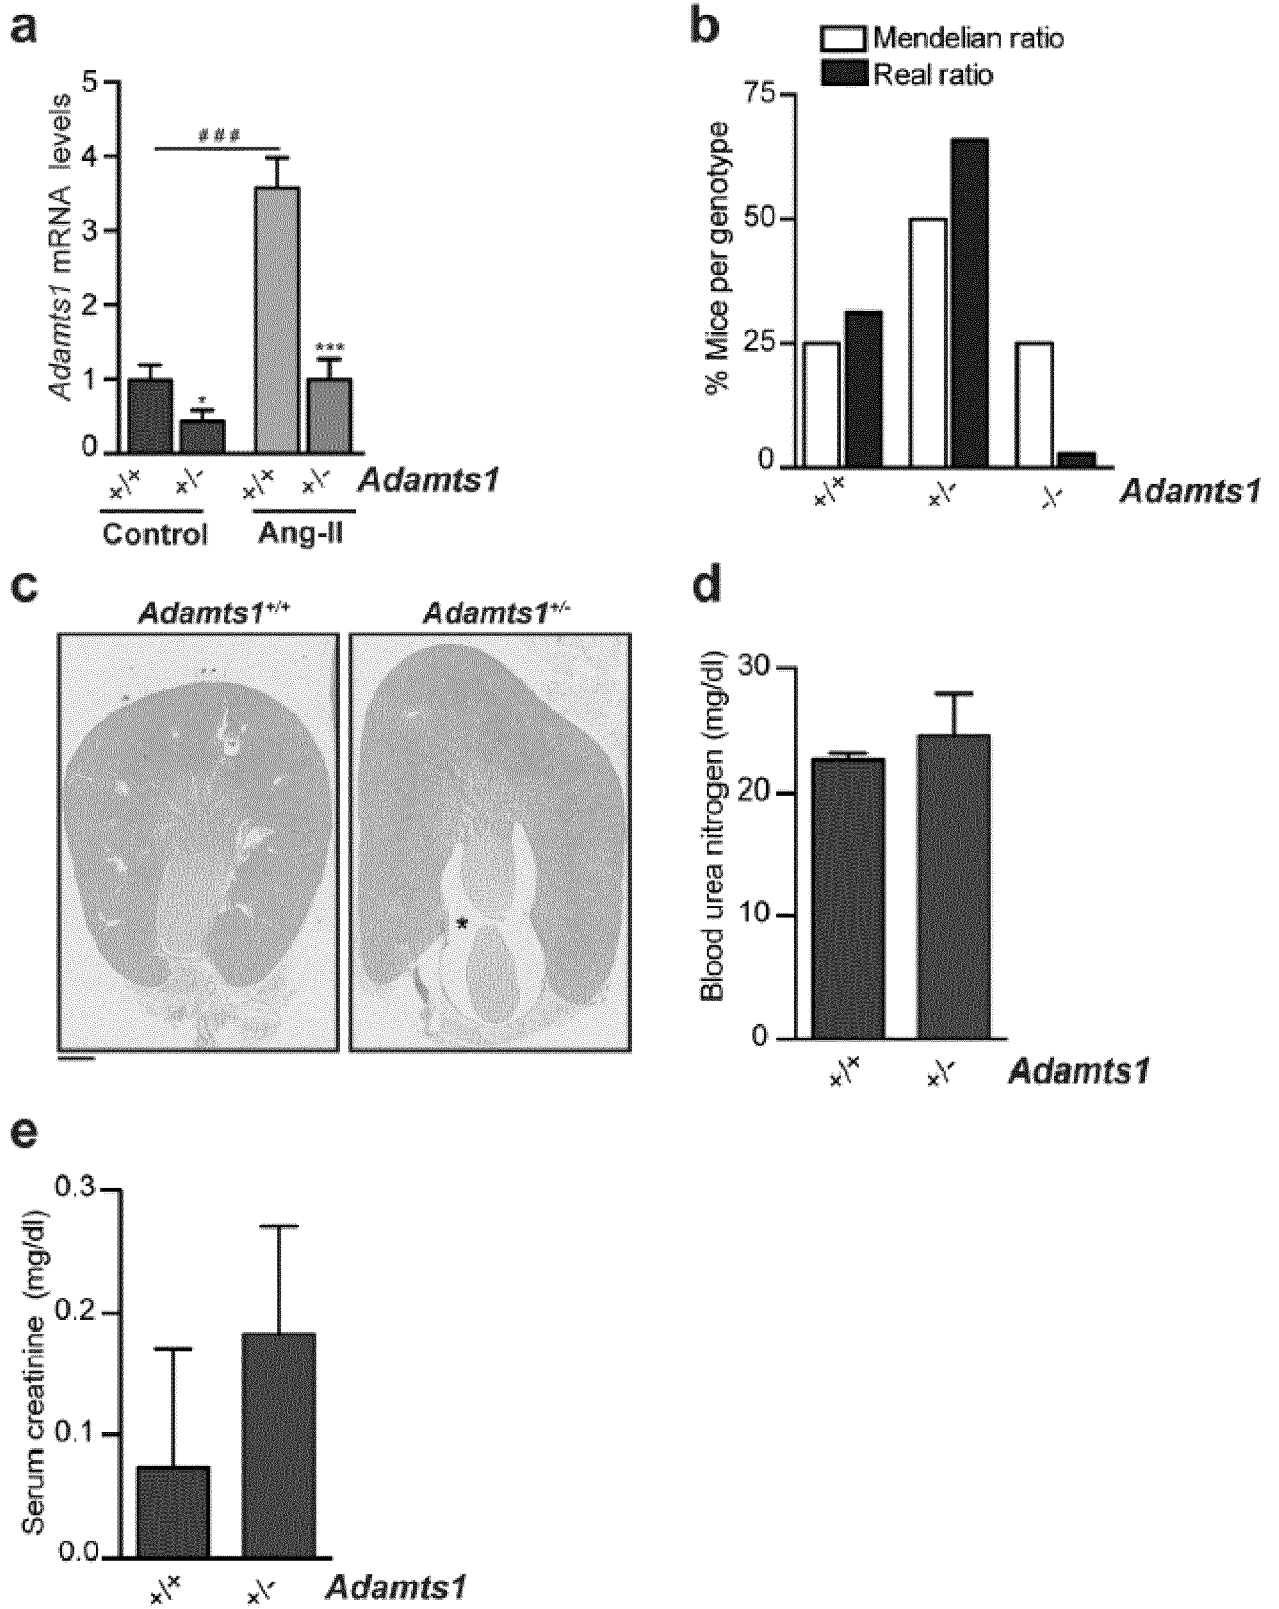 a
5
4
3
2
1
0
Adamts1 mRNA levels
###
*
***
+/+ +/- +/+ +/- Adamts1
Control Ang-II
b
Mendelian ratio
Real ratio
75
50
25
0
% Mice per genotype
+/+ +/- -/- Adamts1
c
Adamts1+/+ Adamts1+/-
*
d
30
20
10
0
Blood urea nitrogen (mg/dl)
+/+ +/- Adamts1
e
0.3
0.2
0.1
0.0
Serum creatinine (mg/dl)
+/+ +/- Adamts1